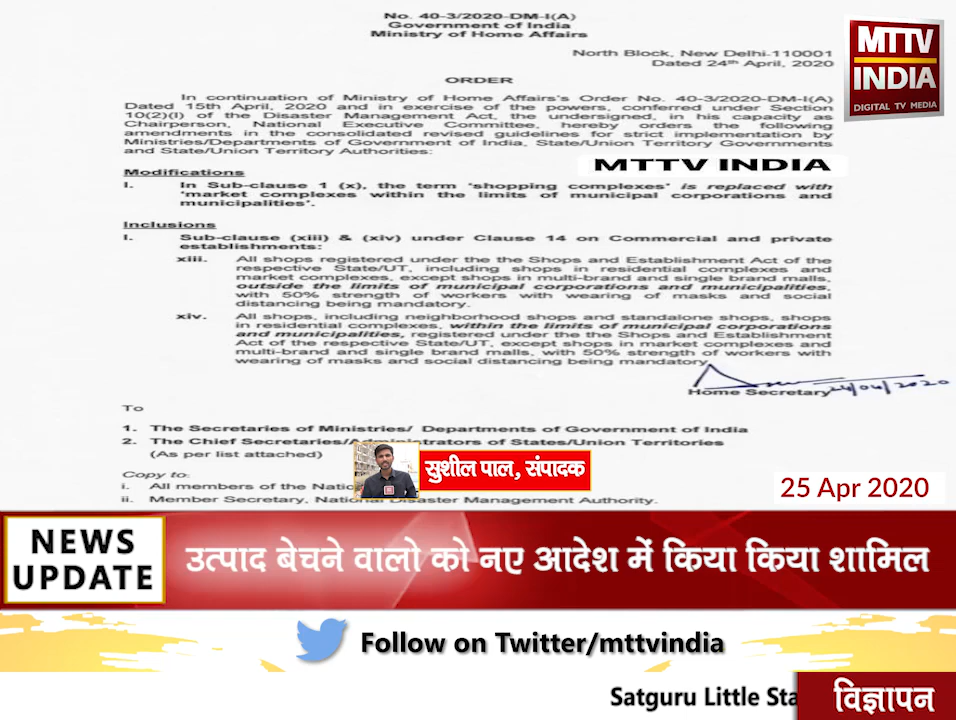 No. 40-3/2020-DM-I(A)
Government of India
Ministry of Home Affairs
North Block, New Delhi-110001
Dated 24th April, 2020
ORDER
In continuation of Ministry of Home Affairs's Order No. 40-3/2020-DM-I(A)
Dated 15th April, 2020 and in exercise of the powers, conferred under Section
10(2)(l) of the Disaster Management Act, the undersigned, in his capacity as
Chairperson, National Executive Committee, hereby orders the following
amendments in the consolidated revised guidelines for strict implementation by
Ministries/Departments of Government of India, State/Union Territory Governments
and State/Union Territory Authorities:
MTTV INDIA
Modifications
I. In Sub-clause 1 (x), the term 'shopping complexes' is replaced with
'market complexes within the limits of municipal corporations and
municipalities'.
Inclusions
I. Sub-clause (xiii) & (xiv) under Clause 14 on Commercial and private
establishments:
xiii. All shops registered under the the Shops and Establishment Act of the
respective State/UT, including shops in residential complexes and
market complexes, except shops in multi-brand and single brand malls,
outside the limits of municipal corporations and municipalities,
with 50% strength of workers with wearing of masks and social
distancing being mandatory.
xiv. All shops, including neighborhood shops and standalone shops, shops
in residential complexes, within the limits of municipal corporations
and municipalities, registered under the the Shops and Establishment
Act of the respective State/UT, except shops in market complexes and
multi-brand and single brand malls, with 50% strength of workers with
wearing of masks and social distancing being mandatory
24/04/2020
Home Secretary
To
1. The Secretaries of Ministries/ Departments of Government of India
2. The Chief Secretaries/Administrators of States/Union Territories
(As per list attached)
Copy to:
i. All members of the
ii. Member Secretary, National Disaster Management Authority.
MTTV
INDIA
DIGITAL TV MEDIA
सुशील पाल, संपादक
25 Apr 2020
NEWS
UPDATE
उत्पाद बेचने वालो को नए आदेश में किया किया शामिल
Follow on Twitter/mttvindia
Satguru Little
विज्ञापन